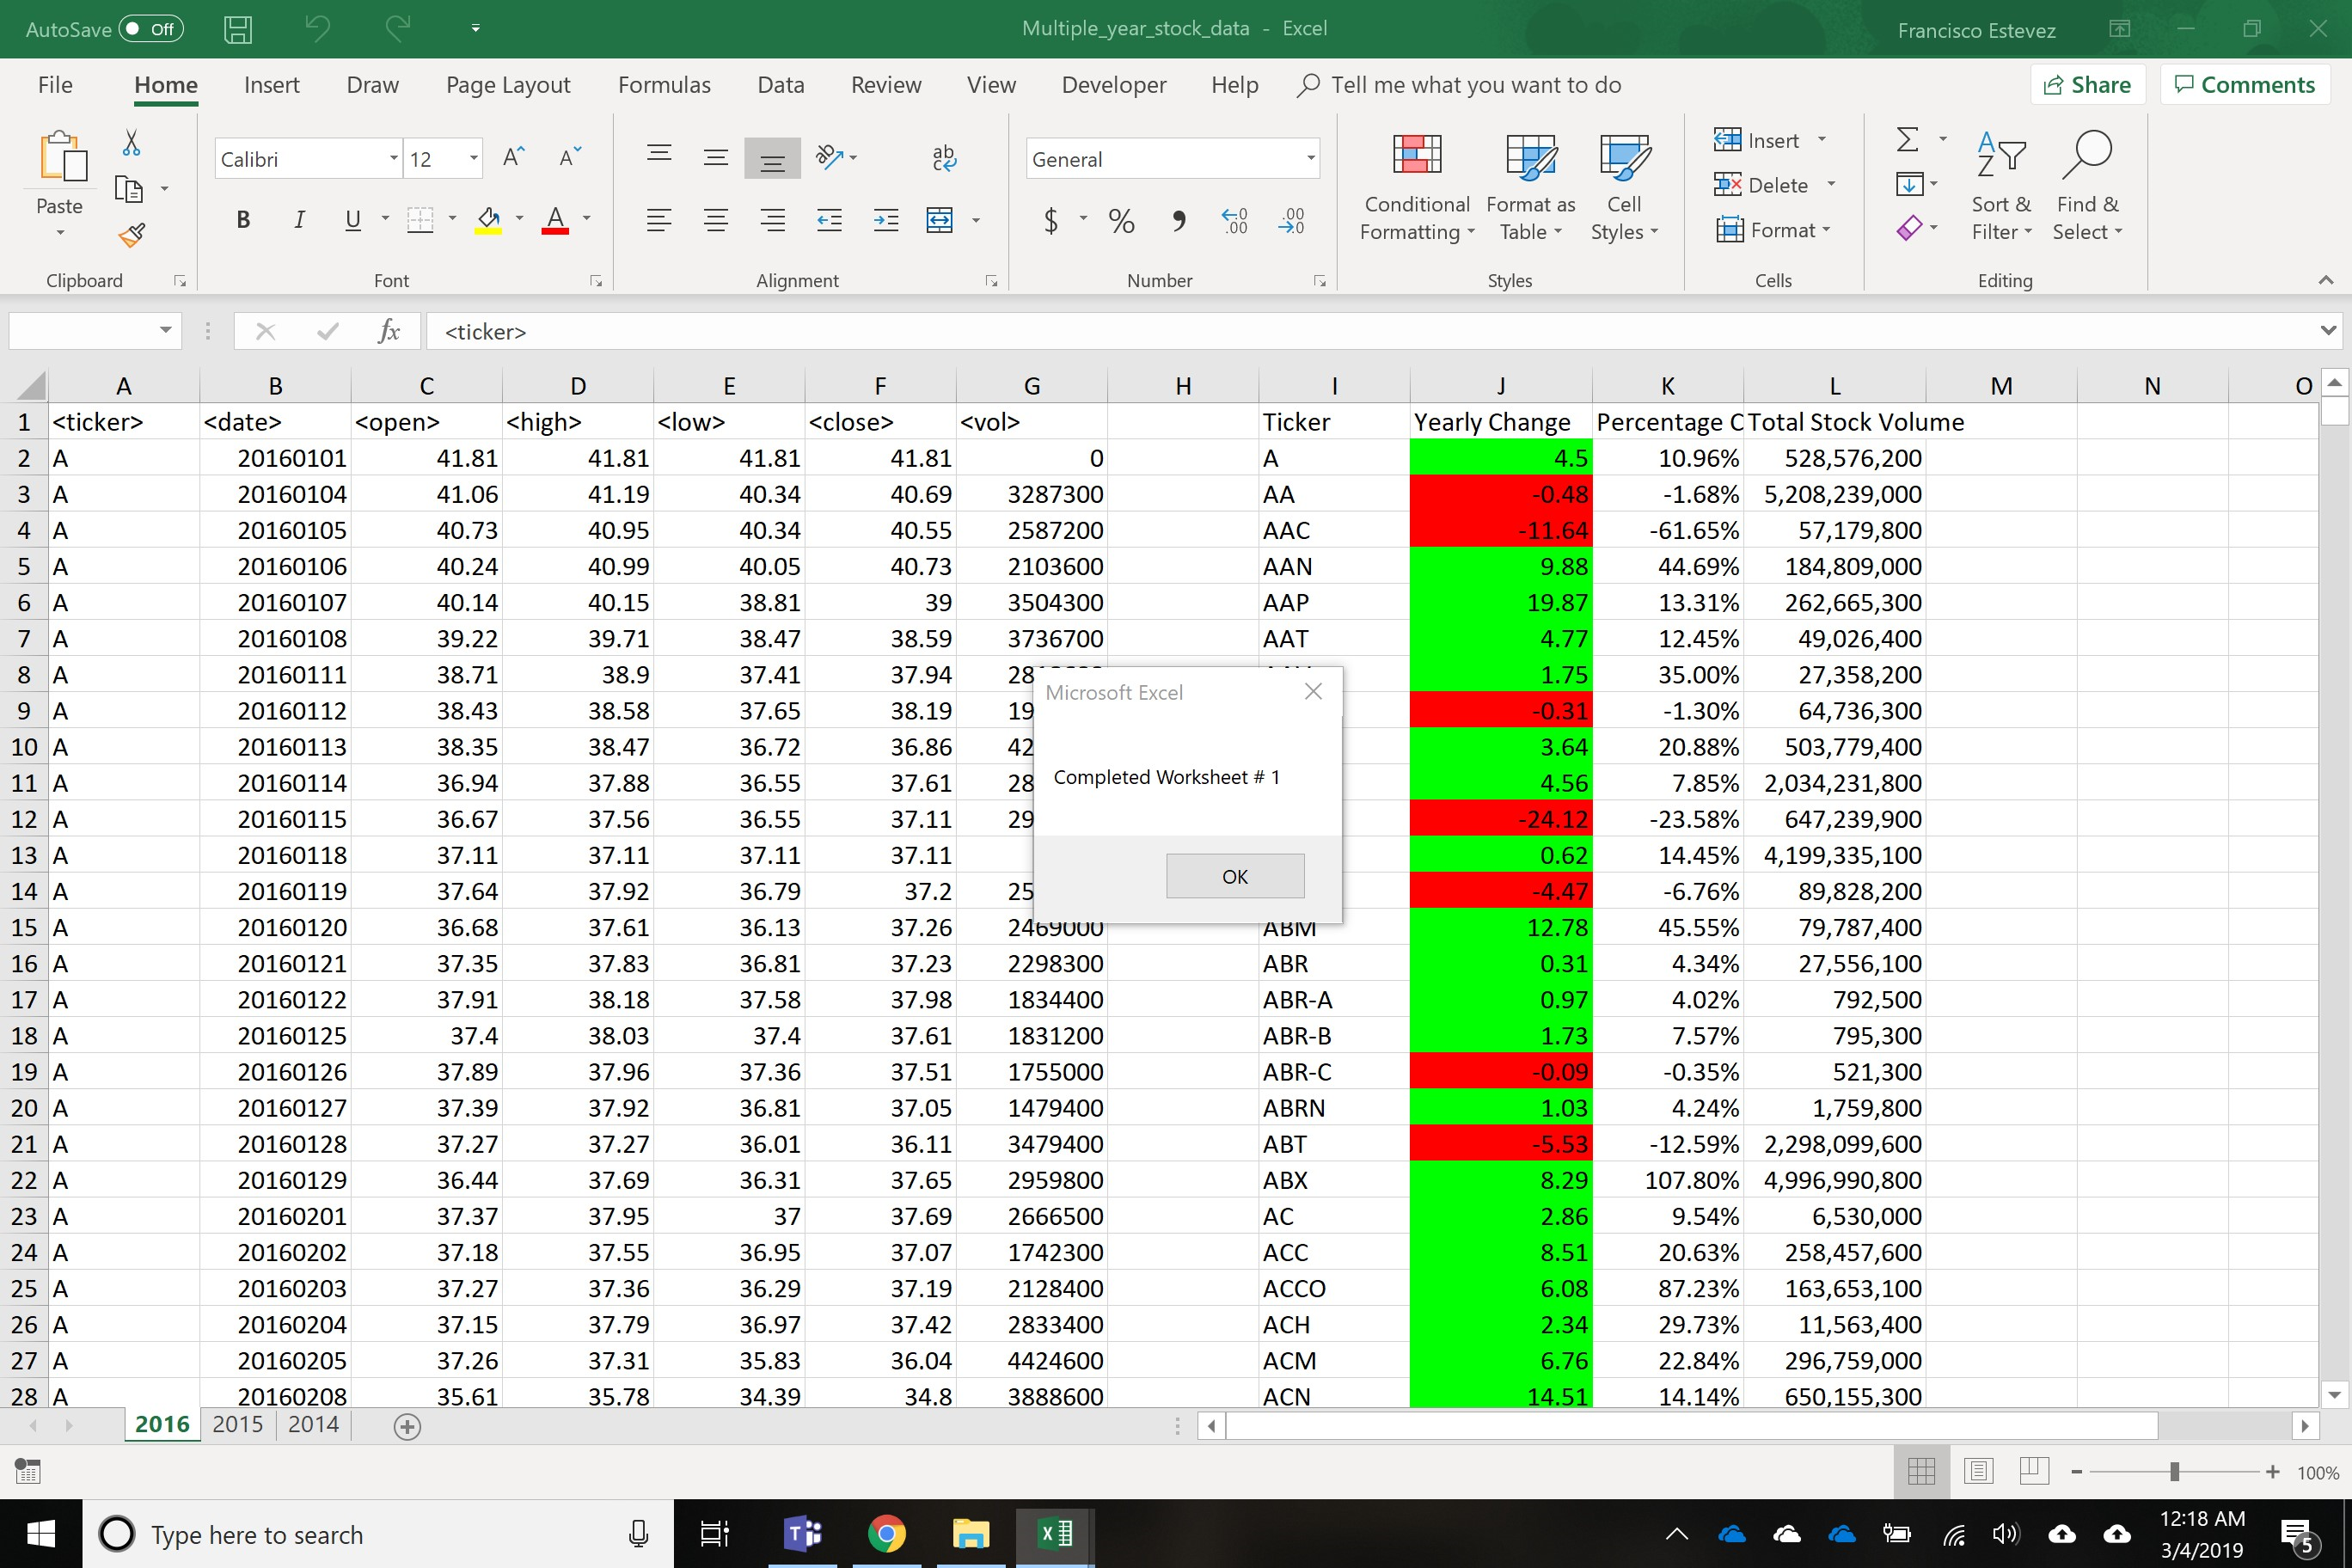 AutoSave Off
Multiple_year_stock_data - Excel
Francisco Estevez
File Home Insert Draw Page Layout Formulas Data Review View Developer Help Tell me what you want to do Share Comments
Paste
Clipboard
Calibri 12
B I U A
Font
ab c
Alignment
General
$ % , .00 .00
Number
Conditional Formatting
Format as Table
Cell Styles
Styles
Insert
Delete
Format
Cells
Sort & Filter
Find & Select
Editing
fx <ticker>
A B C D E F G H I J K L M N O
1 <ticker> <date> <open> <high> <low> <close> <vol> Ticker Yearly Change Percentage C Total Stock Volume
2 A 20160101 41.81 41.81 41.81 41.81 0 A 4.5 10.96% 528,576,200
3 A 20160104 41.06 41.19 40.34 40.69 3287300 AA -0.48 -1.68% 5,208,239,000
4 A 20160105 40.73 40.95 40.34 40.55 2587200 AAC -11.64 -61.65% 57,179,800
5 A 20160106 40.24 40.99 40.05 40.73 2103600 AAN 9.88 44.69% 184,809,000
6 A 20160107 40.14 40.15 38.81 39 3504300 AAP 19.87 13.31% 262,665,300
7 A 20160108 39.22 39.71 38.47 38.59 3736700 AAT 4.77 12.45% 49,026,400
8 A 20160111 38.71 38.9 37.41 37.94 1.75 35.00% 27,358,200
9 A 20160112 38.43 38.58 37.65 38.19 19 -0.31 -1.30% 64,736,300
10 A 20160113 38.35 38.47 36.72 36.86 42 3.64 20.88% 503,779,400
11 A 20160114 36.94 37.88 36.55 37.61 28 4.56 7.85% 2,034,231,800
12 A 20160115 36.67 37.56 36.55 37.11 29 -24.12 -23.58% 647,239,900
13 A 20160118 37.11 37.11 37.11 37.11 0.62 14.45% 4,199,335,100
14 A 20160119 37.64 37.92 36.79 37.2 25 -4.47 -6.76% 89,828,200
15 A 20160120 36.68 37.61 36.13 37.26 2469000 ABM 12.78 45.55% 79,787,400
16 A 20160121 37.35 37.83 36.81 37.23 2298300 ABR 0.31 4.34% 27,556,100
17 A 20160122 37.91 38.18 37.58 37.98 1834400 ABR-A 0.97 4.02% 792,500
18 A 20160125 37.4 38.03 37.4 37.61 1831200 ABR-B 1.73 7.57% 795,300
19 A 20160126 37.89 37.96 37.36 37.51 1755000 ABR-C -0.09 -0.35% 521,300
20 A 20160127 37.39 37.92 36.81 37.05 1479400 ABRN 1.03 4.24% 1,759,800
21 A 20160128 37.27 37.27 36.01 36.11 3479400 ABT -5.53 -12.59% 2,298,099,600
22 A 20160129 36.44 37.69 36.31 37.65 2959800 ABX 8.29 107.80% 4,996,990,800
23 A 20160201 37.37 37.95 37 37.69 2666500 AC 2.86 9.54% 6,530,000
24 A 20160202 37.18 37.55 36.95 37.07 1742300 ACC 8.51 20.63% 258,457,600
25 A 20160203 37.27 37.36 36.29 37.19 2128400 ACCO 6.08 87.23% 163,653,100
26 A 20160204 37.15 37.79 36.97 37.42 2833400 ACH 2.34 29.73% 11,563,400
27 A 20160205 37.26 37.31 35.83 36.04 4424600 ACM 6.76 22.84% 296,759,000
28 A 20160208 35.61 35.78 34.39 34.8 3888600 ACN 14.51 14.14% 650,155,300
Microsoft Excel
Completed Worksheet # 1
OK
2016 2015 2014
100%
Type here to search
12:18 AM
3/4/2019
5